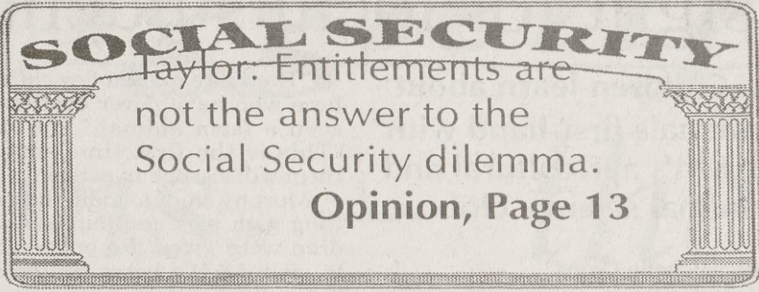 SOCIAL SECURITY
Taylor: Entitlements are
not the answer to the
Social Security dilemma.
Opinion, Page 13